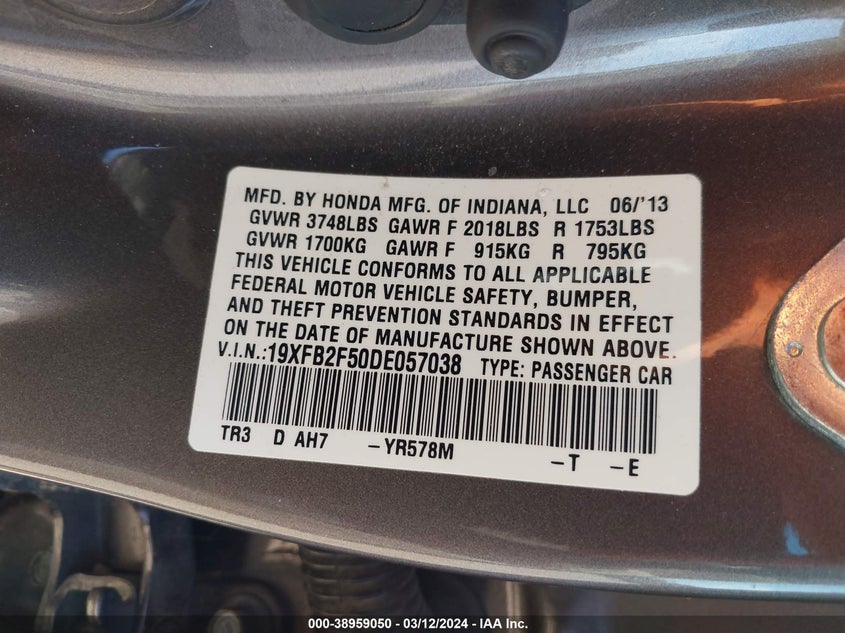 MFD. BY HONDA MFG. OF INDIANA, LLC 06/'13
GVWR 3748LBS GAWR F 2018LBS R 1753LBS
GVWR 1700KG GAWR F 915KG R 795KG
THIS VEHICLE CONFORMS TO ALL APPLICABLE
FEDERAL MOTOR VEHICLE SAFETY, BUMPER,
AND THEFT PREVENTION STANDARDS IN EFFECT
ON THE DATE OF MANUFACTURE SHOWN ABOVE.
V.I.N.:19XFB2F50DE057038 TYPE: PASSENGER CAR
TR3 D AH7 –YR578M –T –E
000-38959050 - 03/12/2024 - IAA Inc.